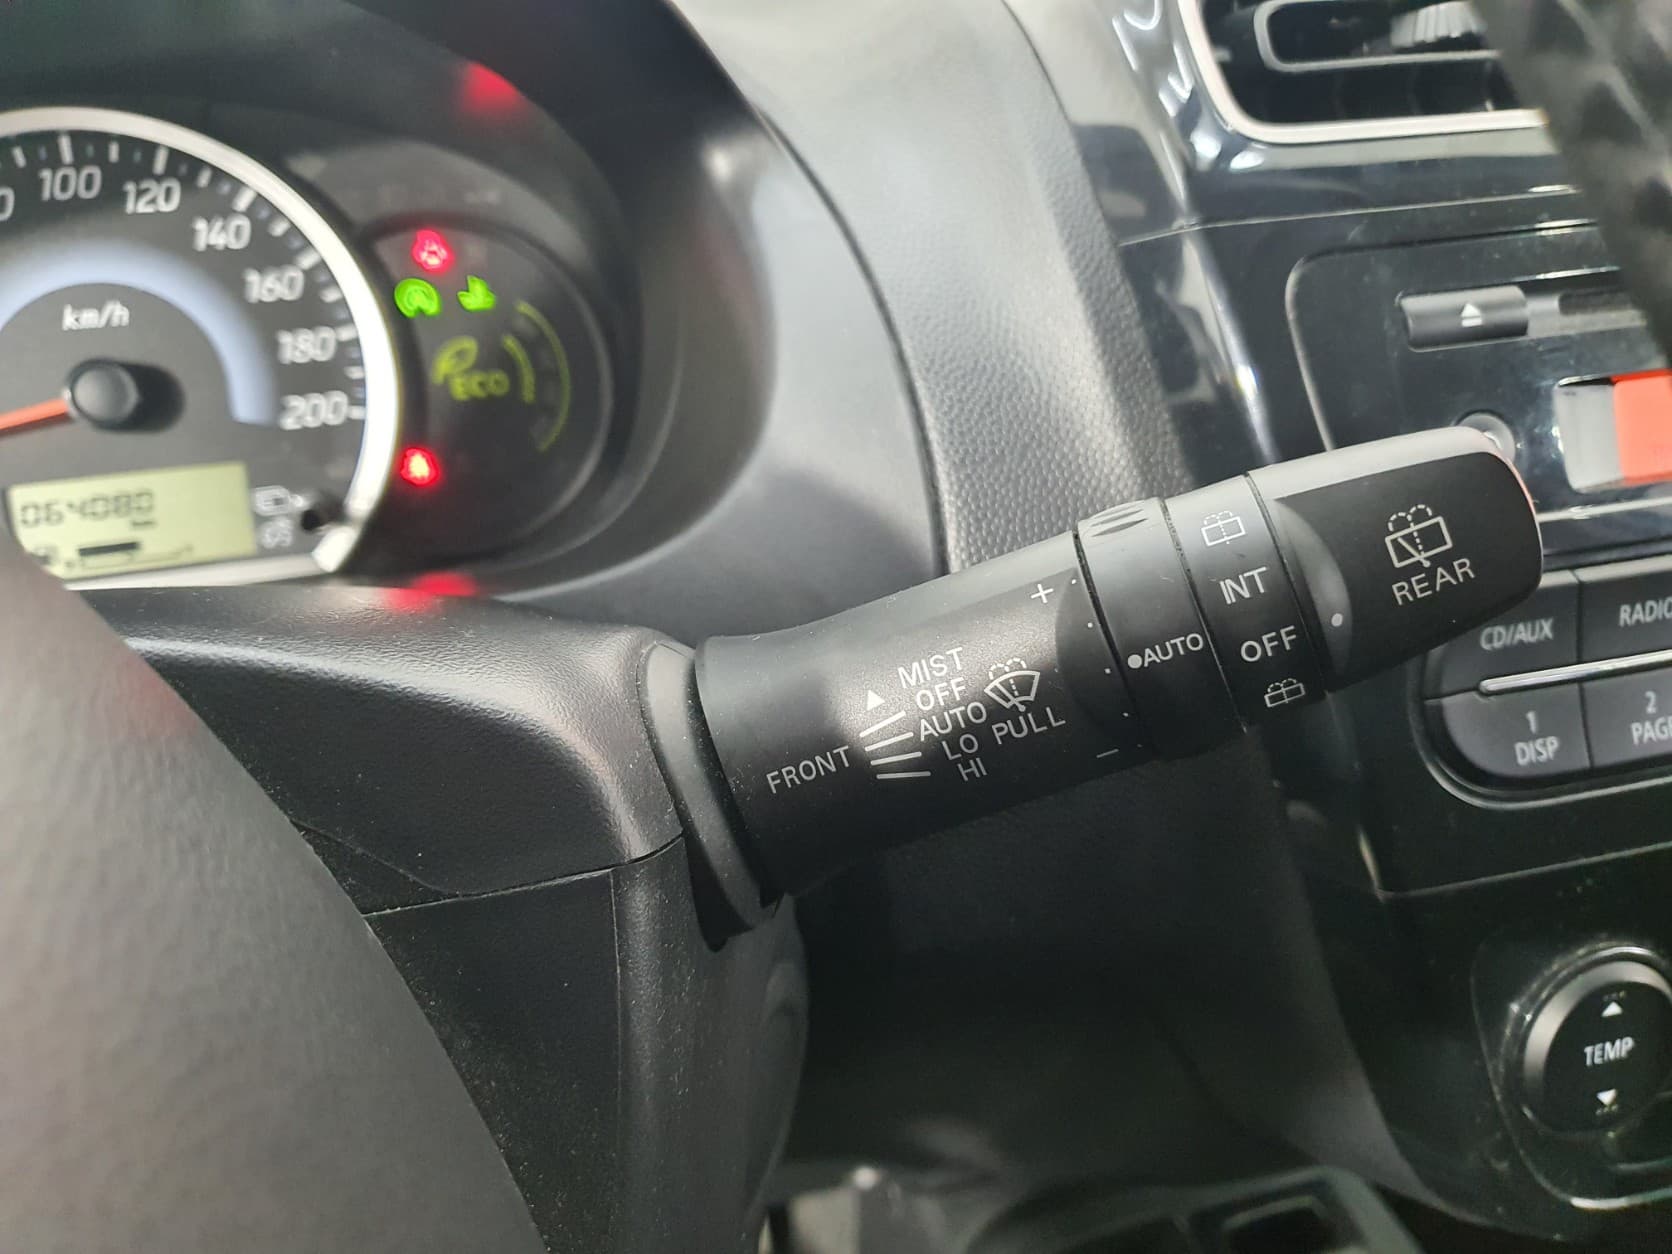 100
120
140
160
180
200
km/h
064080
ECO
MIST
OFF
AUTO
LO PULL
HI
FRONT
+
−
●AUTO
INT
OFF
REAR
CD/AUX
RADIO
1
DISP
2
TEMP